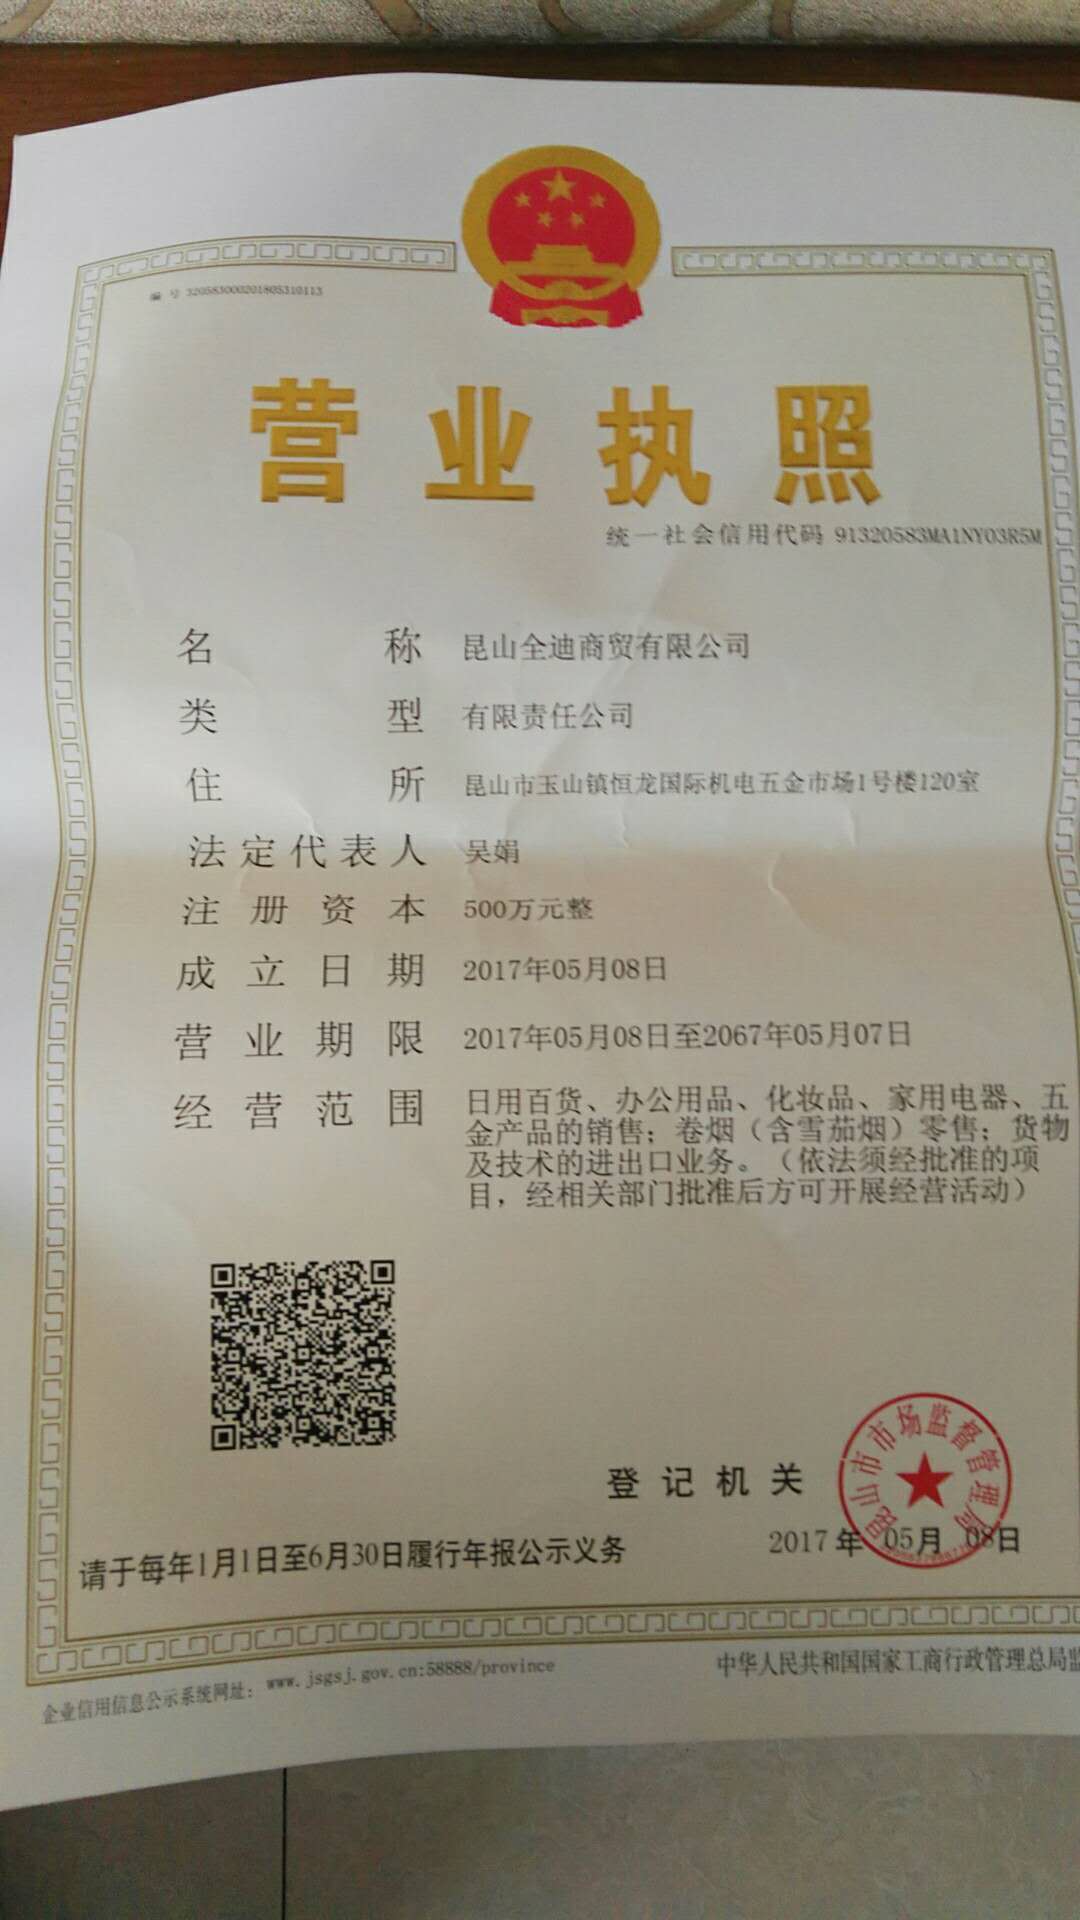 编 号 320583000201805310113
营业执照
统一社会信用代码 91320583MA1NY03R5M
名称 昆山全迪商贸有限公司
类型 有限责任公司
住所 昆山市玉山镇恒龙国际机电五金市场1号楼120室
法定代表人 吴娟
注册资本 500万元整
成立日期 2017年05月08日
营业期限 2017年05月08日至2067年05月07日
经营范围 日用百货、办公用品、化妆品、家用电器、五
金产品的销售；卷烟（含雪茄烟）零售；货物
及技术的进出口业务。（依法须经批准的项
目，经相关部门批准后方可开展经营活动）
登记机关
昆山市市场监督管理局
2017年 05月 08日
请于每年1月1日至6月30日履行年报公示义务
企业信用信息公示系统网址： www.jsgsj.gov.cn:58888/province
中华人民共和国国家工商行政管理总局监